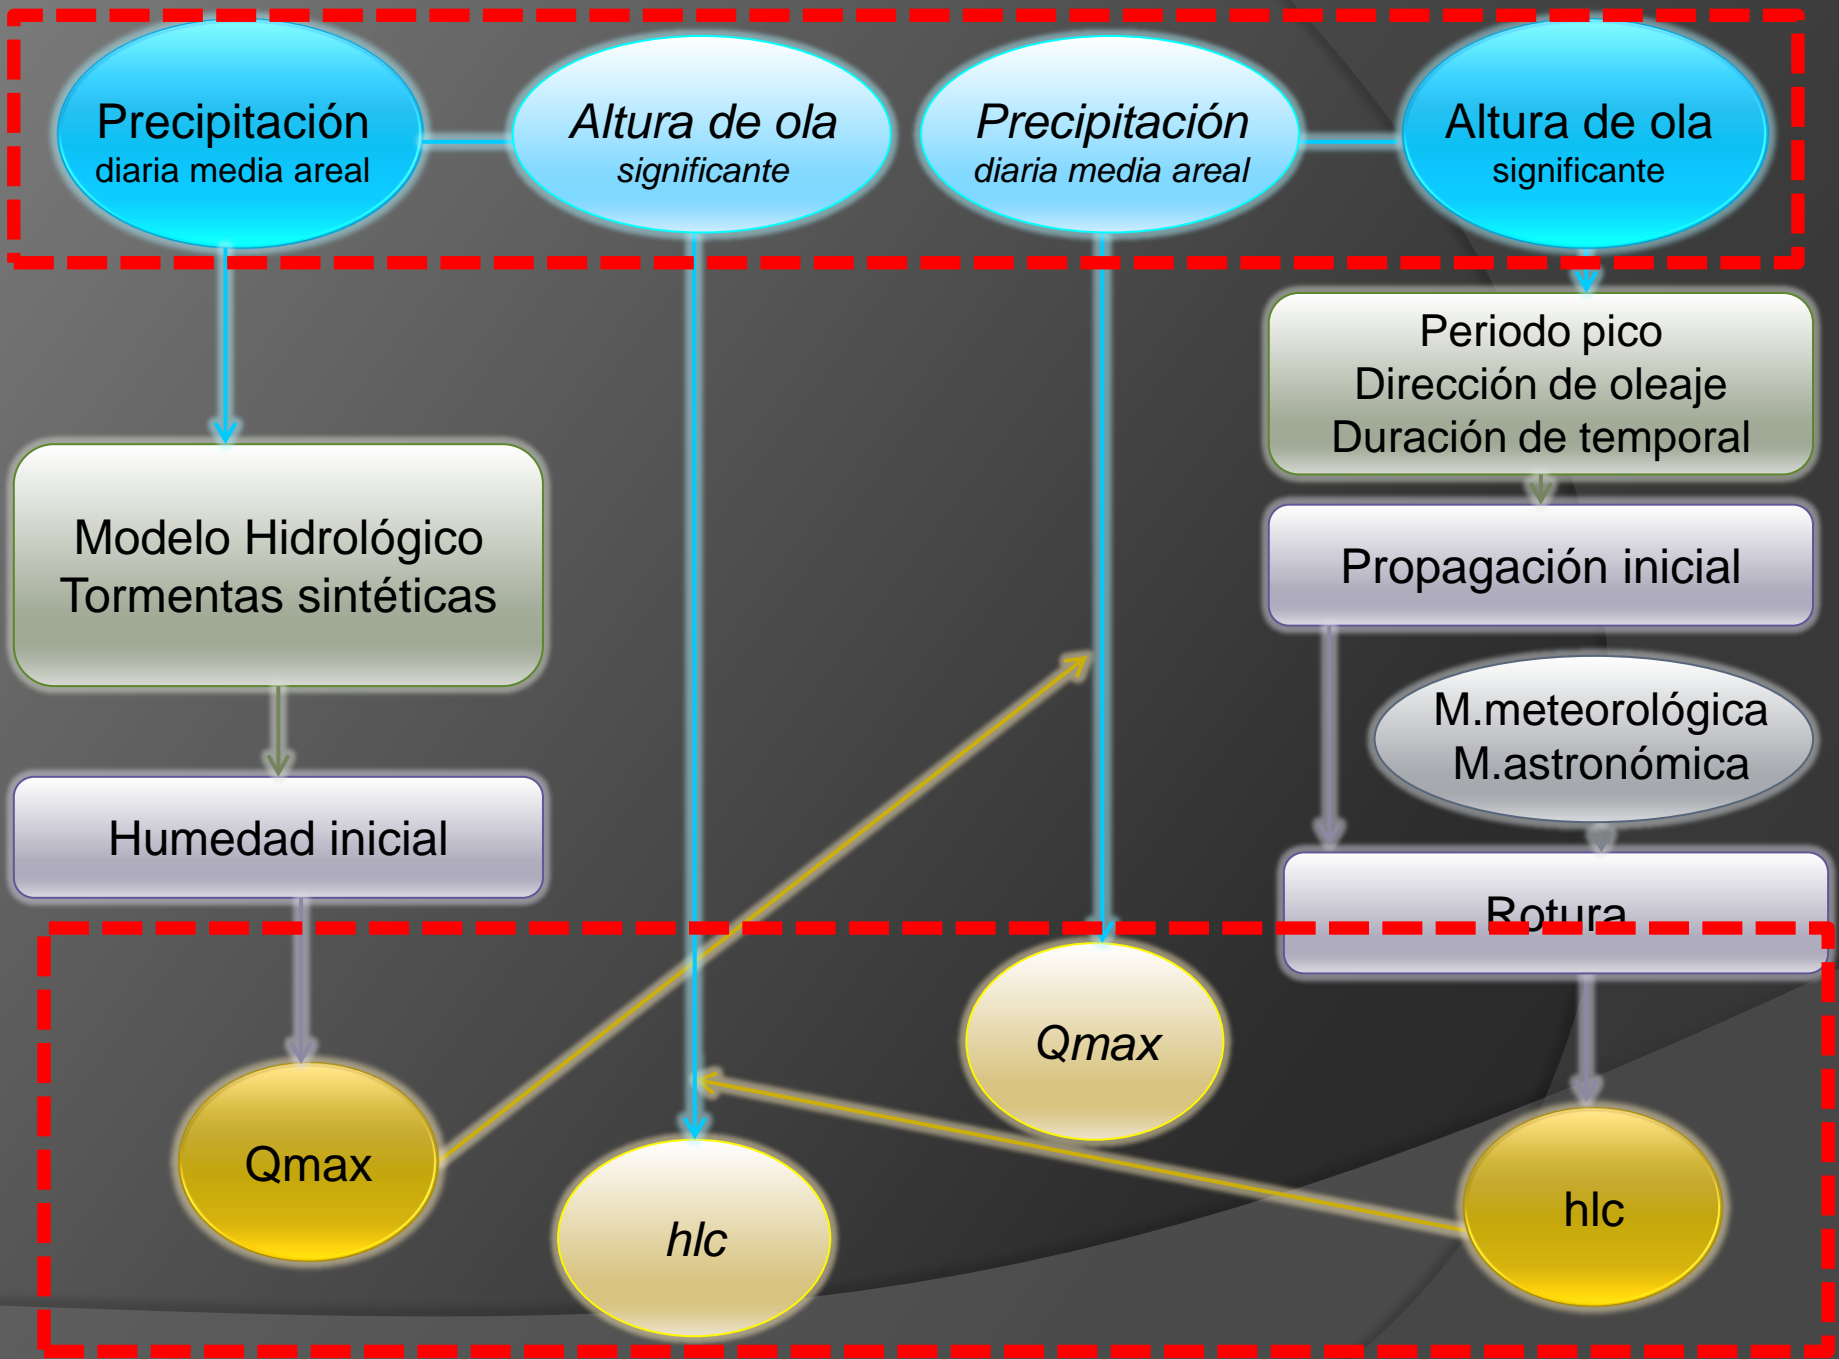 Precipitación
diaria media areal
Altura de ola
significante
Precipitación
diaria media areal
Altura de ola
significante
Periodo pico
Dirección de oleaje
Duración de temporal
Modelo Hidrológico
Tormentas sintéticas
Propagación inicial
M.meteorológica
M.astronómica
Humedad inicial
Rotura
Qmax
Qmax
hlc
hlc